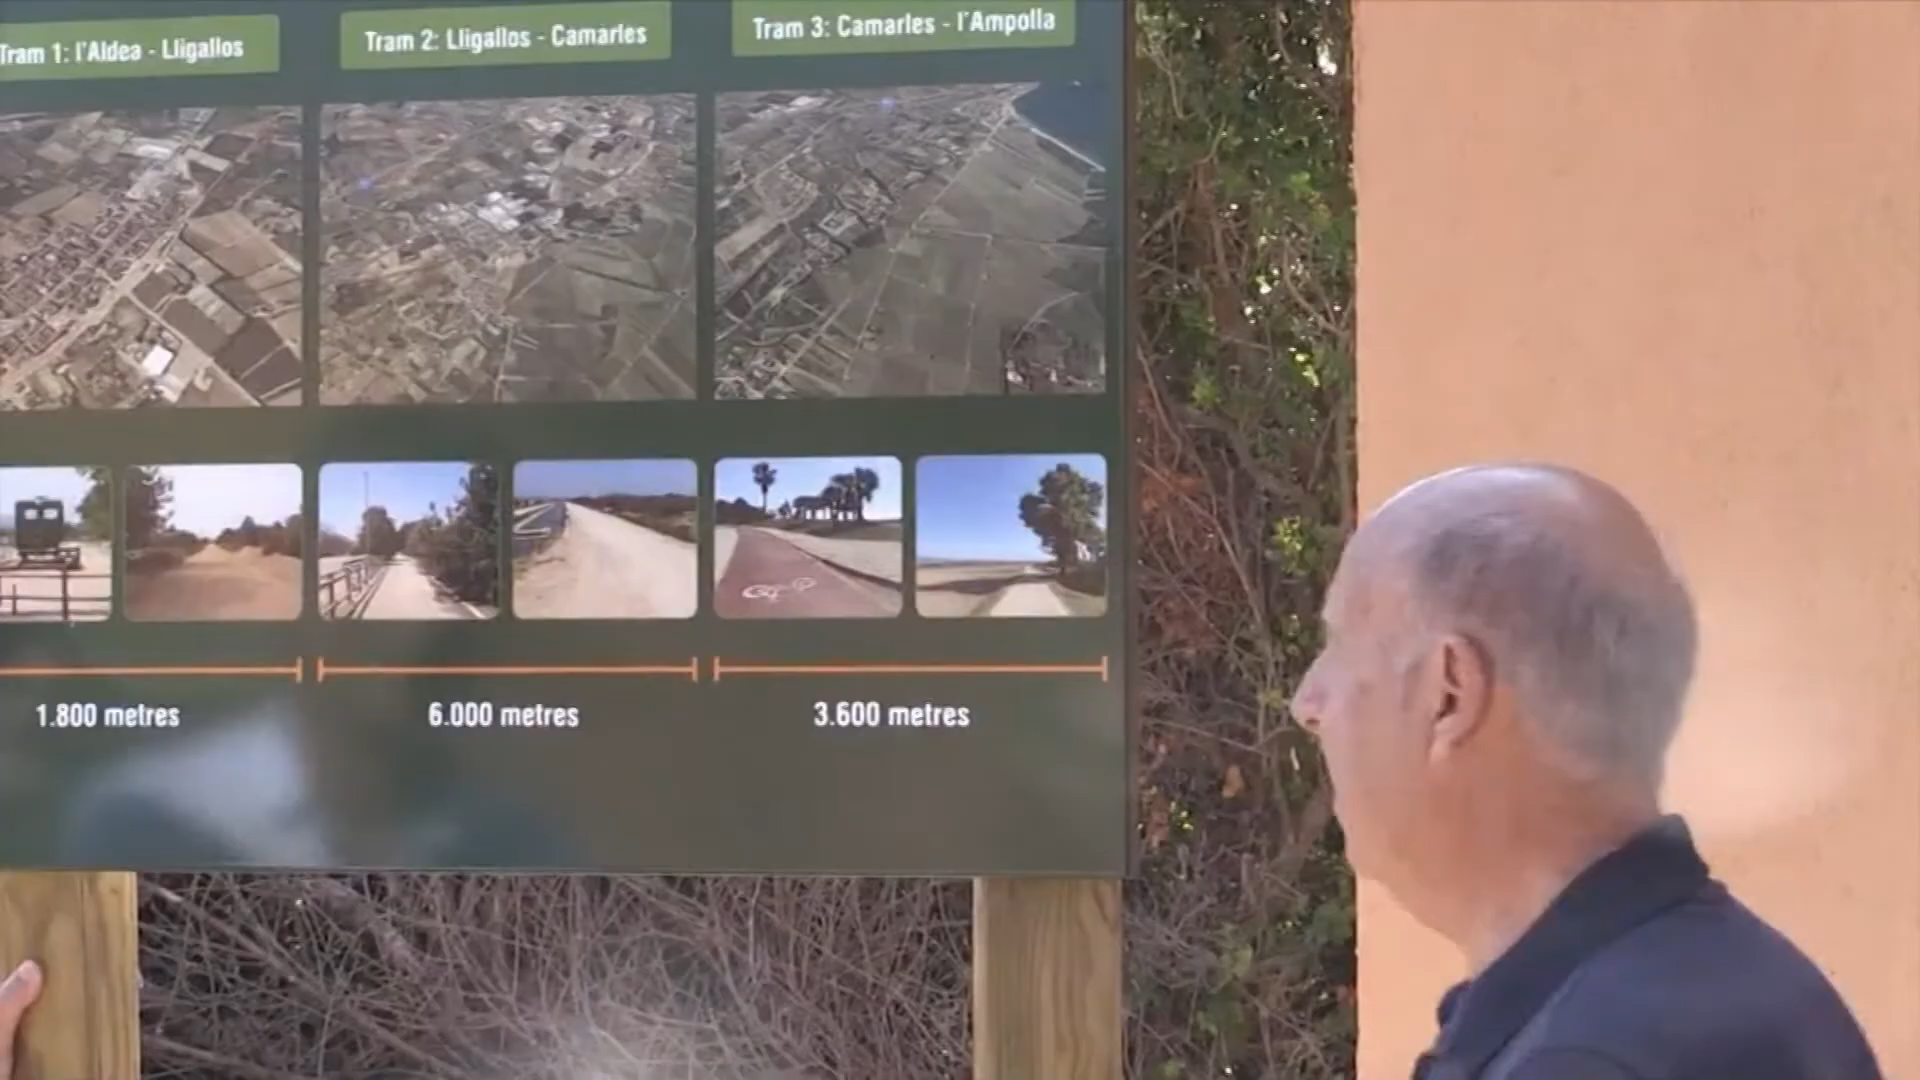 Tram 1: l'Aldea - Lligallos
Tram 2: Lligallos - Camarles
Tram 3: Camarles - l'Ampolla
1.800 metres
6.000 metres
3.600 metres